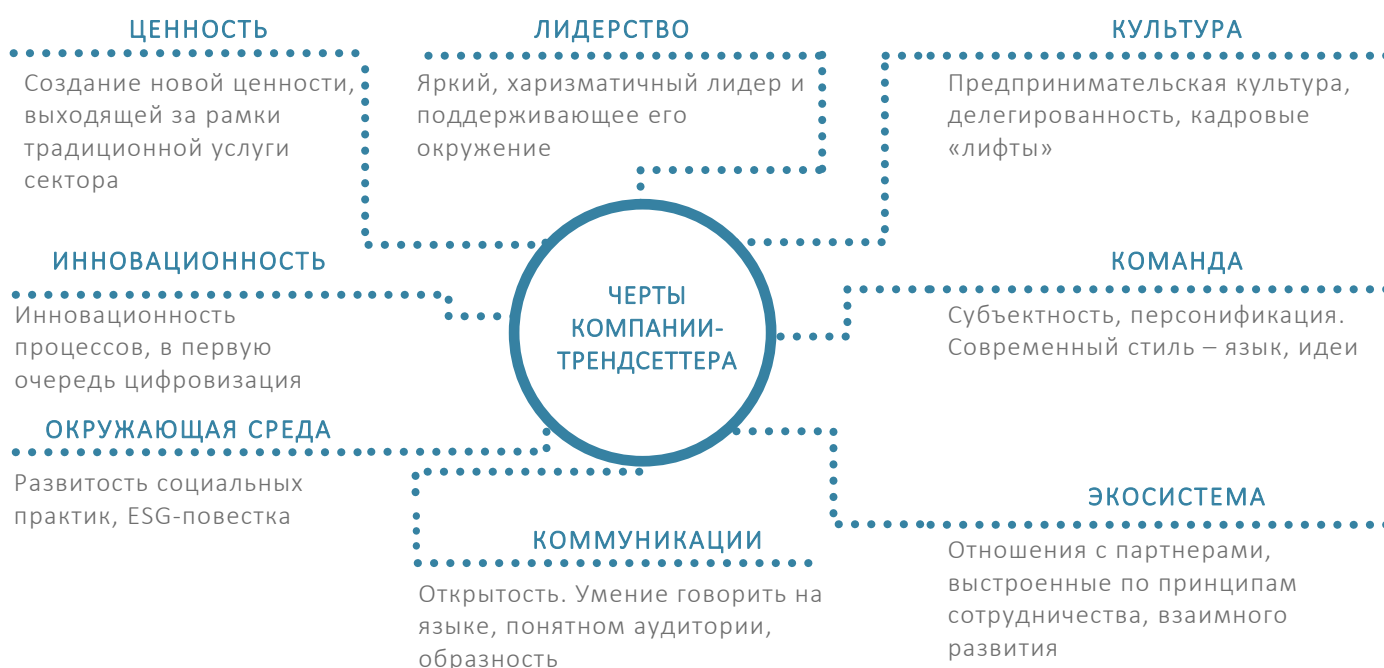 ЦЕННОСТЬ
Создание новой ценности,
выходящей за рамки
традиционной услуги
сектора
ЛИДЕРСТВО
Яркий, харизматичный лидер и
поддерживающее его
окружение
КУЛЬТУРА
Предпринимательская культура,
делегированность, кадровые
«лифты»
ИННОВАЦИОННОСТЬ
Инновационность
процессов, в первую
очередь цифровизация
ЧЕРТЫ
КОМПАНИИ-
ТРЕНДСЕТТЕРА
КОМАНДА
Субъектность, персонификация.
Современный стиль – язык, идеи
ОКРУЖАЮЩАЯ СРЕДА
Развитость социальных
практик, ESG-повестка
КОММУНИКАЦИИ
Открытость. Умение говорить на
языке, понятном аудитории,
образность
ЭКОСИСТЕМА
Отношения с партнерами,
выстроенные по принципам
сотрудничества, взаимного
развития